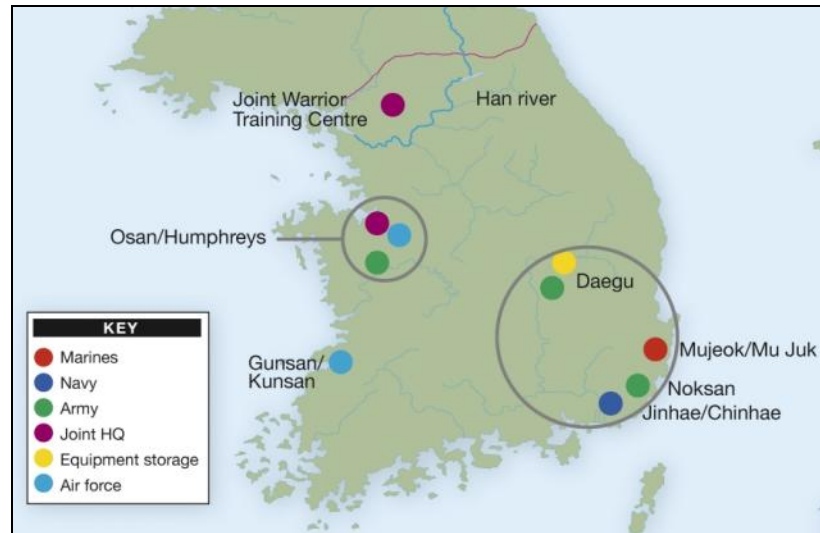 Joint Warrior
Training Centre
Han river
Osan/Humphreys
Daegu
Gunsan/
Kunsan
Mujeok/Mu Juk
Noksan
Jinhae/Chinhae
KEY
Marines
Navy
Army
Joint HQ
Equipment storage
Air force